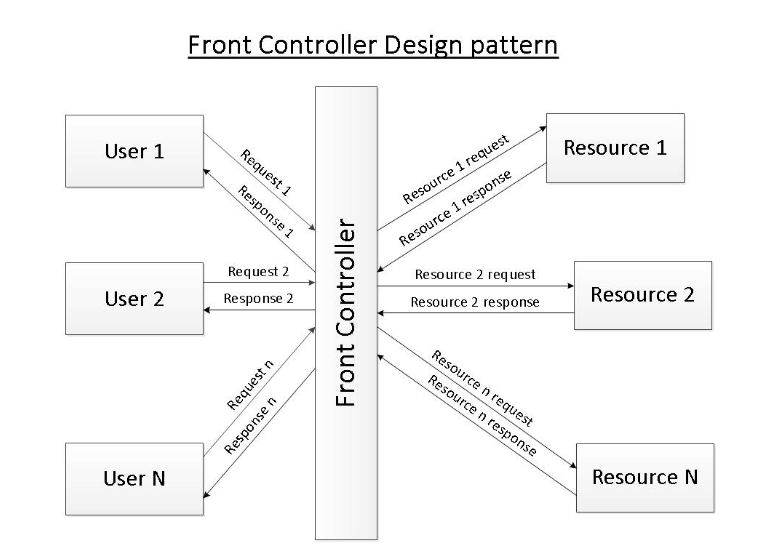 Front Controller Design pattern
User 1
Request 1
Response 1
Resource 1 request
Resource 1 response
Resource 1
User 2
Request 2
Response 2
Front Controller
Resource 2 request
Resource 2 response
Resource 2
User N
Request n
Response n
Resource n request
Resource n response
Resource N